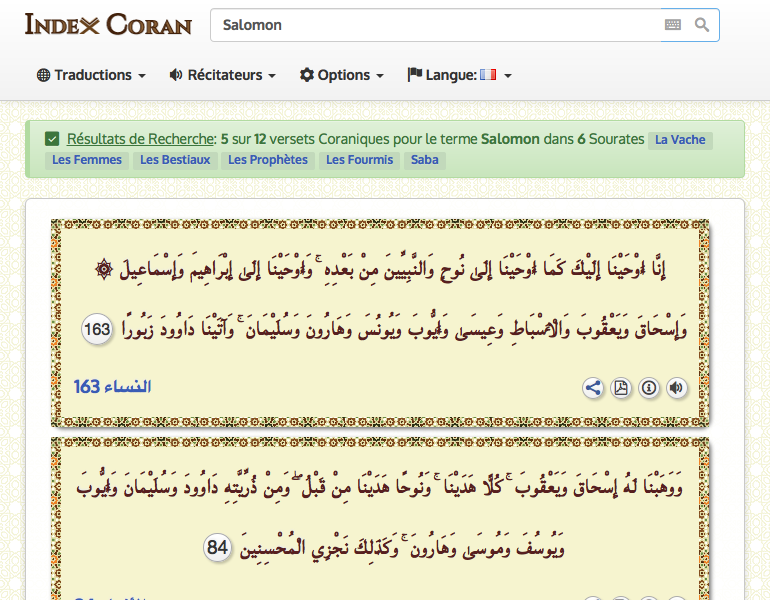 Index Coran
Salomon
Traductions Récitateurs Options Langue:
Résultats de Recherche: 5 sur 12 versets Coraniques pour le terme Salomon dans 6 Sourates La Vache
Les Femmes Les Bestiaux Les Prophètes Les Fourmis Saba
إِنَّا أَوْحَيْنَا إِلَيْكَ كَمَا أَوْحَيْنَا إِلَىٰ نُوحٍ وَالنَّبِيِّينَ مِنْ بَعْدِهِ ۚ وَأَوْحَيْنَا إِلَىٰ إِبْرَاهِيمَ وَإِسْمَاعِيلَ ۞
وَإِسْحَاقَ وَيَعْقُوبَ وَالْأَسْبَاطِ وَعِيسَىٰ وَأَيُّوبَ وَيُونُسَ وَهَارُونَ وَسُلَيْمَانَ ۚ وَآتَيْنَا دَاوُودَ زَبُورًا 163
النساء 163
وَوَهَبْنَا لَهُ إِسْحَاقَ وَيَعْقُوبَ ۚ كُلًّا هَدَيْنَا ۚ وَنُوحًا هَدَيْنَا مِنْ قَبْلُ ۖ وَمِنْ ذُرِّيَّتِهِ دَاوُودَ وَسُلَيْمَانَ وَأَيُّوبَ
وَيُوسُفَ وَمُوسَىٰ وَهَارُونَ ۚ وَكَذَٰلِكَ نَجْزِي الْمُحْسِنِينَ 84